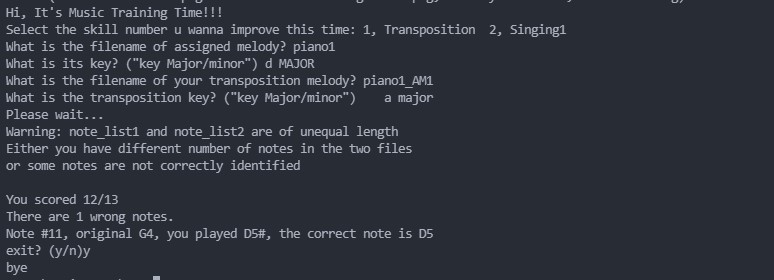 Hi, It's Music Training Time!!!
Select the skill number u wanna improve this time: 1, Transposition  2, Singing1
What is the filename of assigned melody? piano1
What is its key? ("key Major/minor") d MAJOR
What is the filename of your transposition melody? piano1_AM1
What is the transposition key? ("key Major/minor")    a major
Please wait...
Warning: note_list1 and note_list2 are of unequal length
Either you have different number of notes in the two files
or some notes are not correctly identified

You scored 12/13
There are 1 wrong notes.
Note #11, original G4, you played D5#, the correct note is D5
exit? (y/n)y
bye